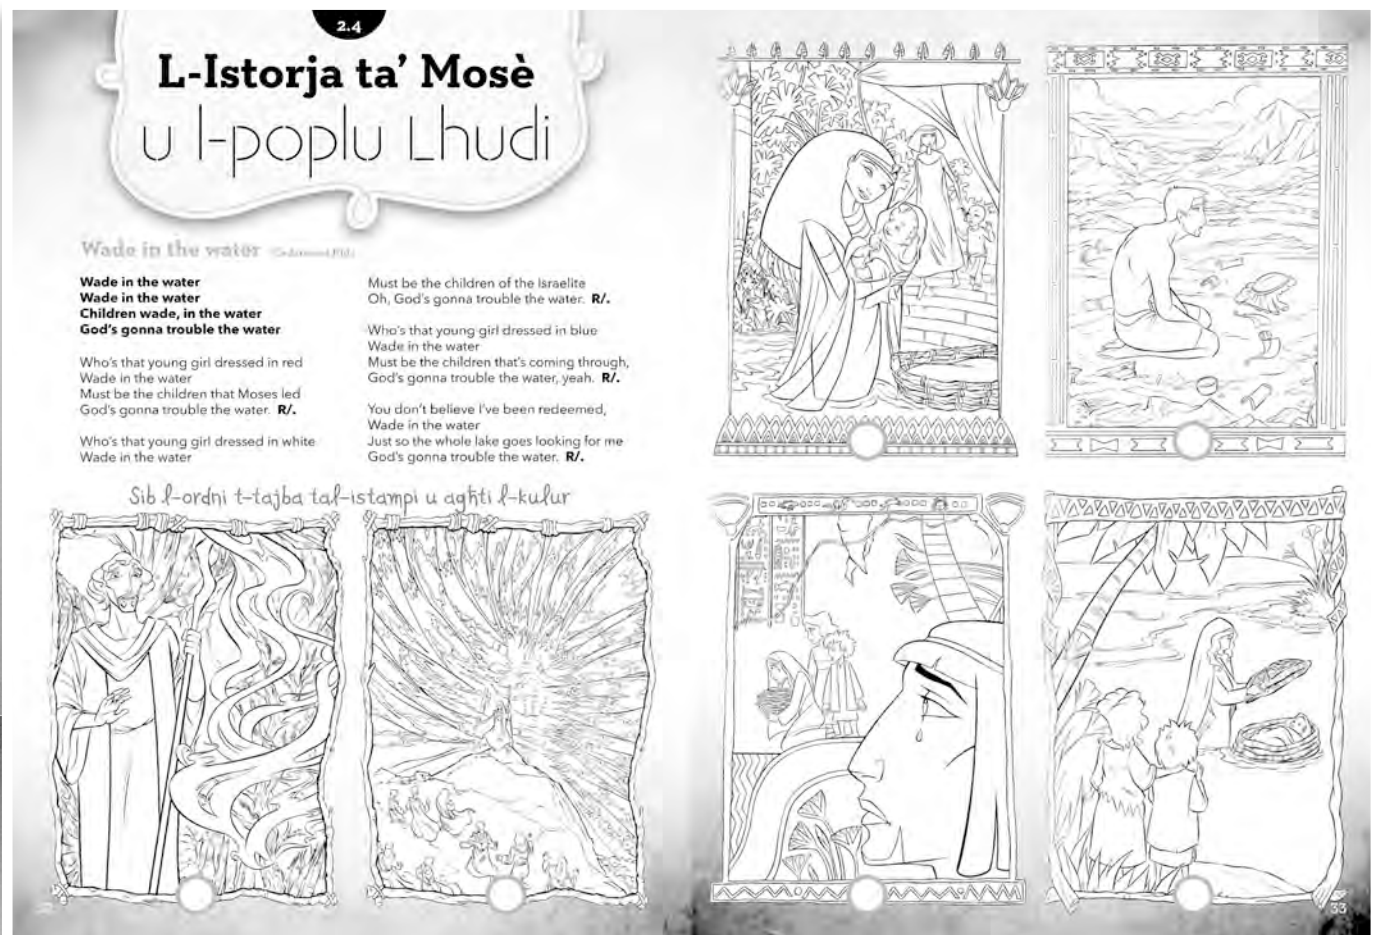 2.4
L-Istorja ta' Mosè
u l-poplu Lhudi
Wade in the water
Wade in the water
Wade in the water
Children wade, in the water
God's gonna trouble the water
Who's that young girl dressed in red
Wade in the water
Must be the children that Moses led
God's gonna trouble the water. R/.
Who's that young girl dressed in white
Wade in the water
Must be the children of the Israelite
Oh, God's gonna trouble the water. R/.
Who's that young girl dressed in blue
Wade in the water
Must be the children that's coming through,
God's gonna trouble the water, yeah. R/.
You don't believe I've been redeemed,
Wade in the water
Just so the whole lake goes looking for me
God's gonna trouble the water. R/.
Sib l-ordni t-tajba tal-istampi u agħti l-kulur
33